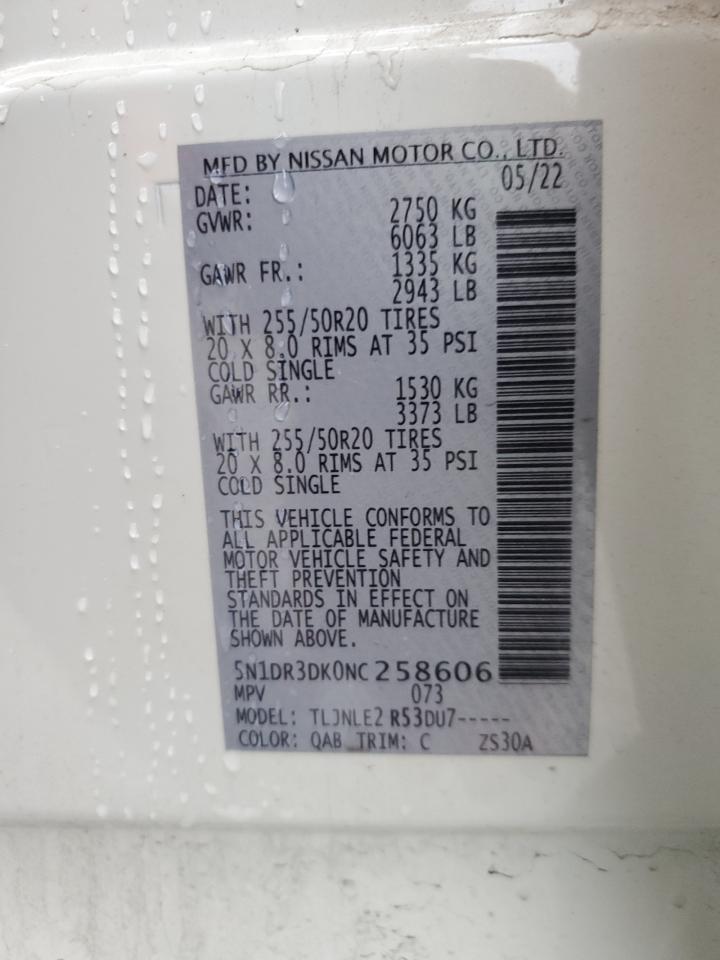 MFD BY NISSAN MOTOR CO., LTD.
DATE: 05/22
GVWR: 2750 KG
6063 LB
GAWR FR.: 1335 KG
2943 LB
WITH 255/50R20 TIRES
20 X 8.0 RIMS AT 35 PSI
COLD SINGLE
GAWR RR.: 1530 KG
3373 LB
WITH 255/50R20 TIRES
20 X 8.0 RIMS AT 35 PSI
COLD SINGLE
THIS VEHICLE CONFORMS TO
ALL APPLICABLE FEDERAL
MOTOR VEHICLE SAFETY AND
THEFT PREVENTION
STANDARDS IN EFFECT ON
THE DATE OF MANUFACTURE
SHOWN ABOVE.
5N1DR3DK0NC258606
MPV 073
MODEL: TLJNLE2 R53DU7-----
COLOR: QAB TRIM: C ZS30A